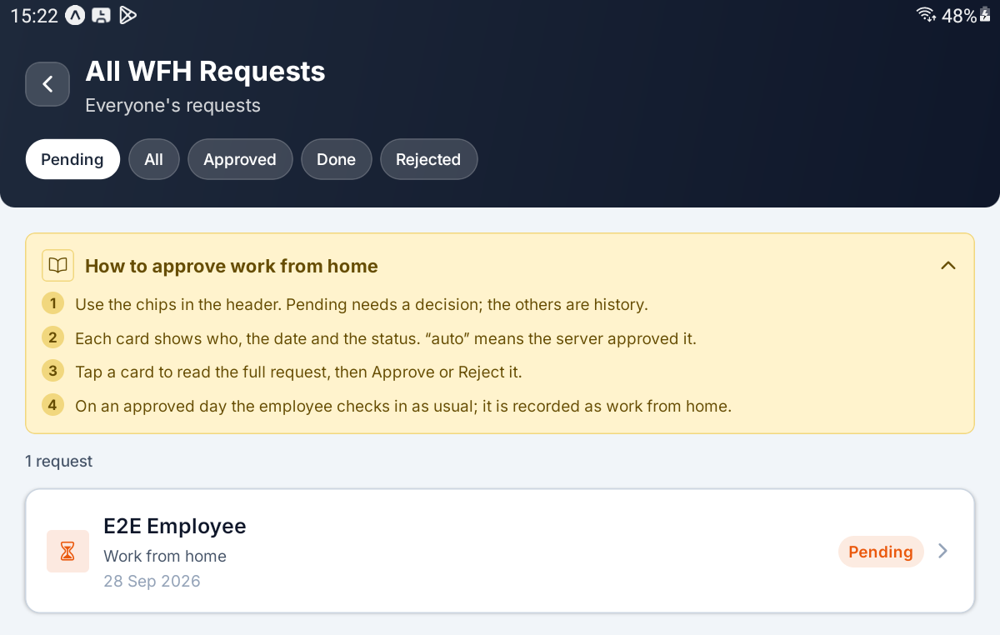 15:22
48%
All WFH Requests
Everyone's requests
Pending
All
Approved
Done
Rejected
How to approve work from home
1 Use the chips in the header. Pending needs a decision; the others are history.
2 Each card shows who, the date and the status. “auto” means the server approved it.
3 Tap a card to read the full request, then Approve or Reject it.
4 On an approved day the employee checks in as usual; it is recorded as work from home.
1 request
E2E Employee
Work from home
28 Sep 2026
Pending